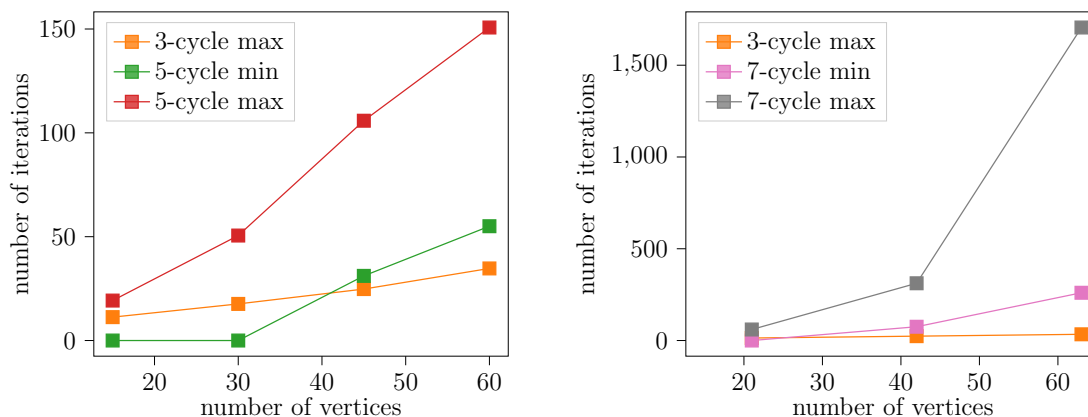 150
100
50
0
20
30
40
50
60
number of iterations
number of vertices
3-cycle max
5-cycle min
5-cycle max
1,500
1,000
500
0
20
30
40
50
60
number of iterations
number of vertices
3-cycle max
7-cycle min
7-cycle max